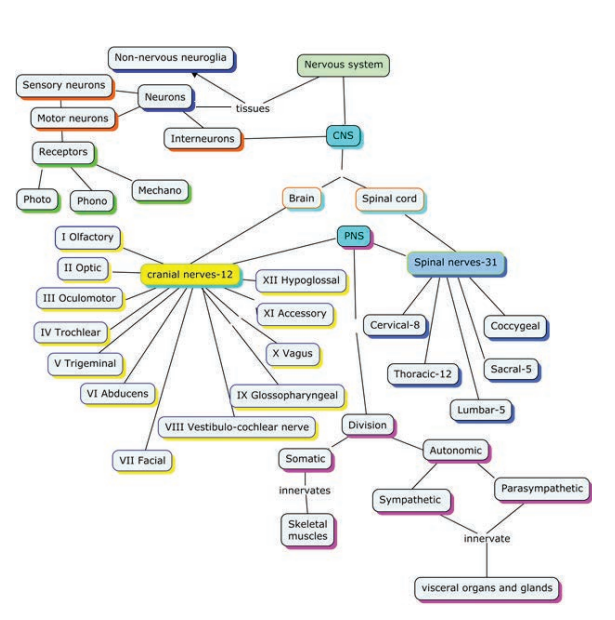 Non-nervous neuroglia
Nervous system
Sensory neurons
Neurons
tissues
Motor neurons
Interneurons
CNS
Receptors
Photo
Phono
Mechano
Brain
Spinal cord
I Olfactory
PNS
II Optic
cranial nerves-12
XII Hypoglossal
Spinal nerves-31
III Oculomotor
XI Accessory
IV Trochlear
Cervical-8
Coccygeal
V Trigeminal
X Vagus
Thoracic-12
Sacral-5
VI Abducens
IX Glossopharyngeal
Lumbar-5
VIII Vestibulo-cochlear nerve
Division
VII Facial
Somatic
Autonomic
innervates
Sympathetic
Parasympathetic
Skeletal
muscles
innervate
visceral organs and glands